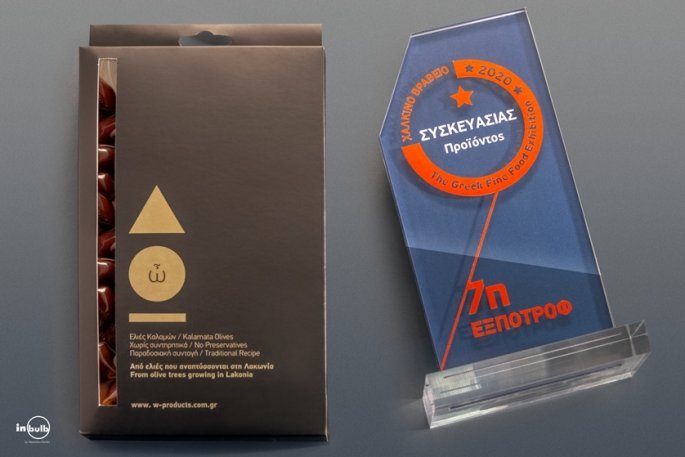 ὦ
Ελιές Καλαμών / Kalamata Olives
Χωρίς συντηρητικά / No Preservatives
Παραδοσιακή συνταγή / Traditional Recipe
Από ελιές που αναπτύσσονται στη Λακωνία
From olive trees growing in Lakonia
www. w-products.com.gr
inbulb
ΧΑΛΚΙΝΟ ΒΡΑΒΕΙΟ
2020
ΣΥΣΚΕΥΑΣΙΑΣ
Προϊόντος
The Greek Fine Food Exhibition
7η
ΕΞΠΟΤΡΟΦ